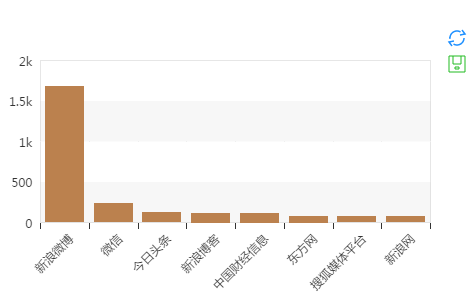 2k
1.5k
1k
500
0
新浪微博
微信
今日头条
新浪博客
中国财经信息
东方网
搜狐媒体平台
新浪网